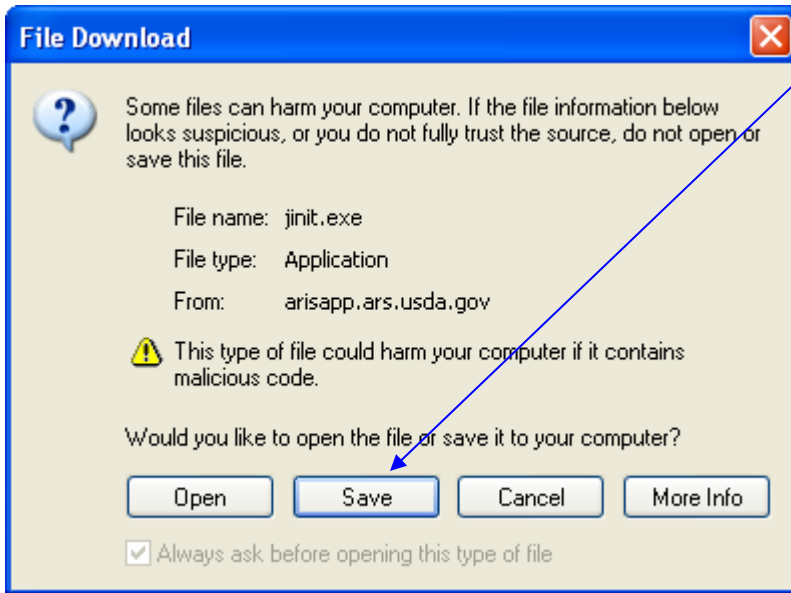 File Download
Some files can harm your computer. If the file information below
looks suspicious, or you do not fully trust the source, do not open or
save this file.
File name: jinit.exe
File type: Application
From: arisapp.ars.usda.gov
This type of file could harm your computer if it contains
malicious code.
Would you like to open the file or save it to your computer?
Open Save Cancel More Info
Always ask before opening this type of file